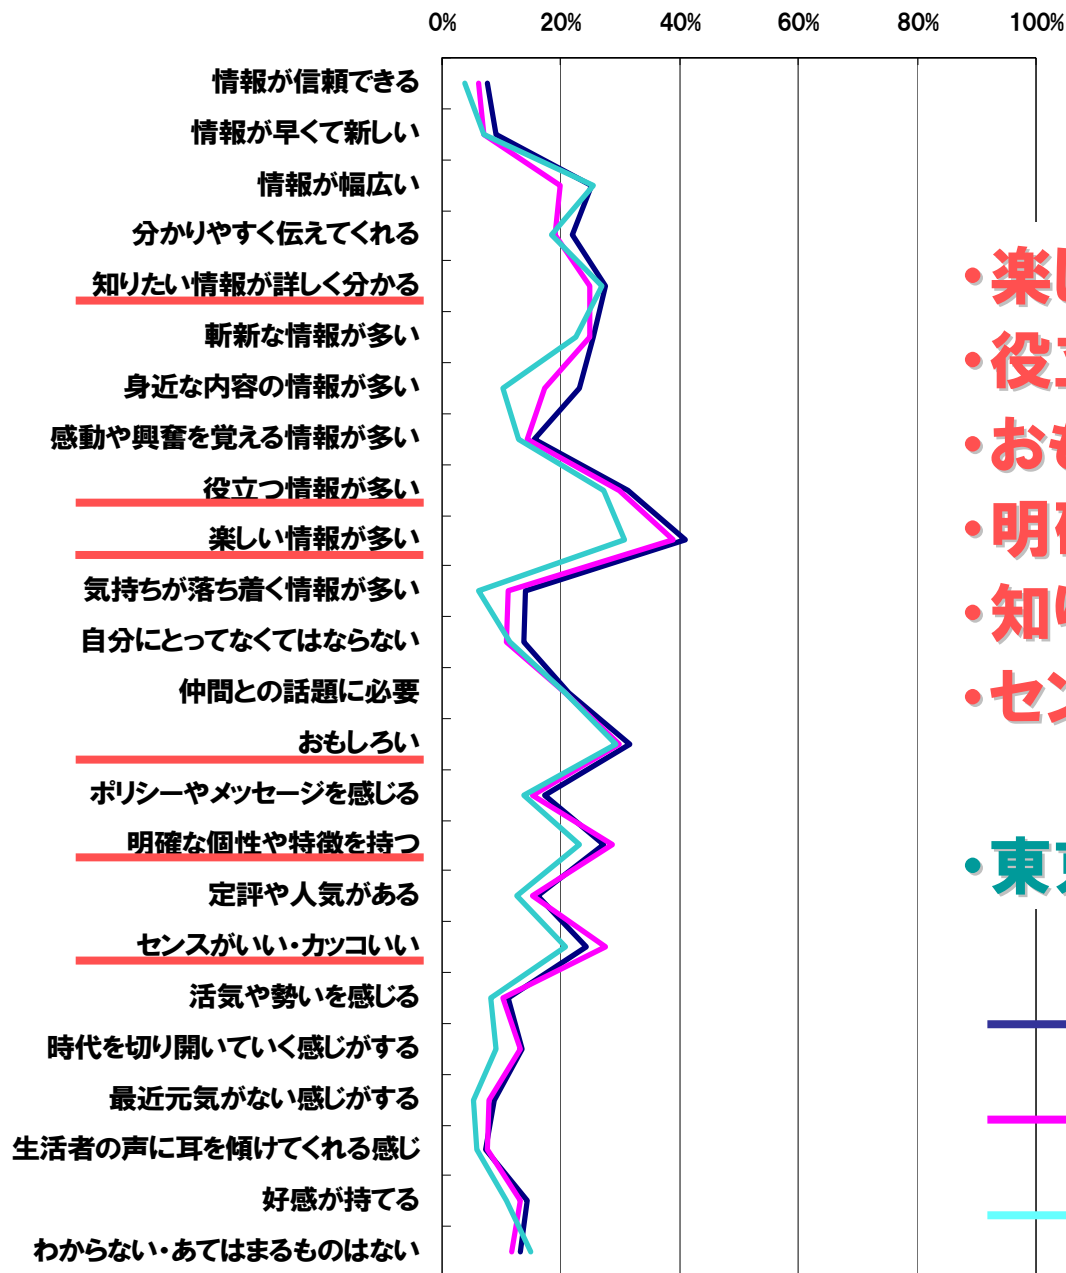 0% 20% 40% 60% 80% 100%
情報が信頼できる
情報が早くて新しい
情報が幅広い
分かりやすく伝えてくれる
知りたい情報が詳しく分かる
斬新な情報が多い
身近な内容の情報が多い
感動や興奮を覚える情報が多い
役立つ情報が多い
楽しい情報が多い
気持ちが落ち着く情報が多い
自分にとってなくてはならない
仲間との話題に必要
おもしろい
ポリシーやメッセージを感じる
明確な個性や特徴を持つ
定評や人気がある
センスがいい・カッコいい
活気や勢いを感じる
時代を切り開いていく感じがする
最近元気がない感じがする
生活者の声に耳を傾けてくれる感じ
好感が持てる
わからない・あてはまるものはない
・楽し
・役立
・おも
・明確
・知り
・セン
・東京